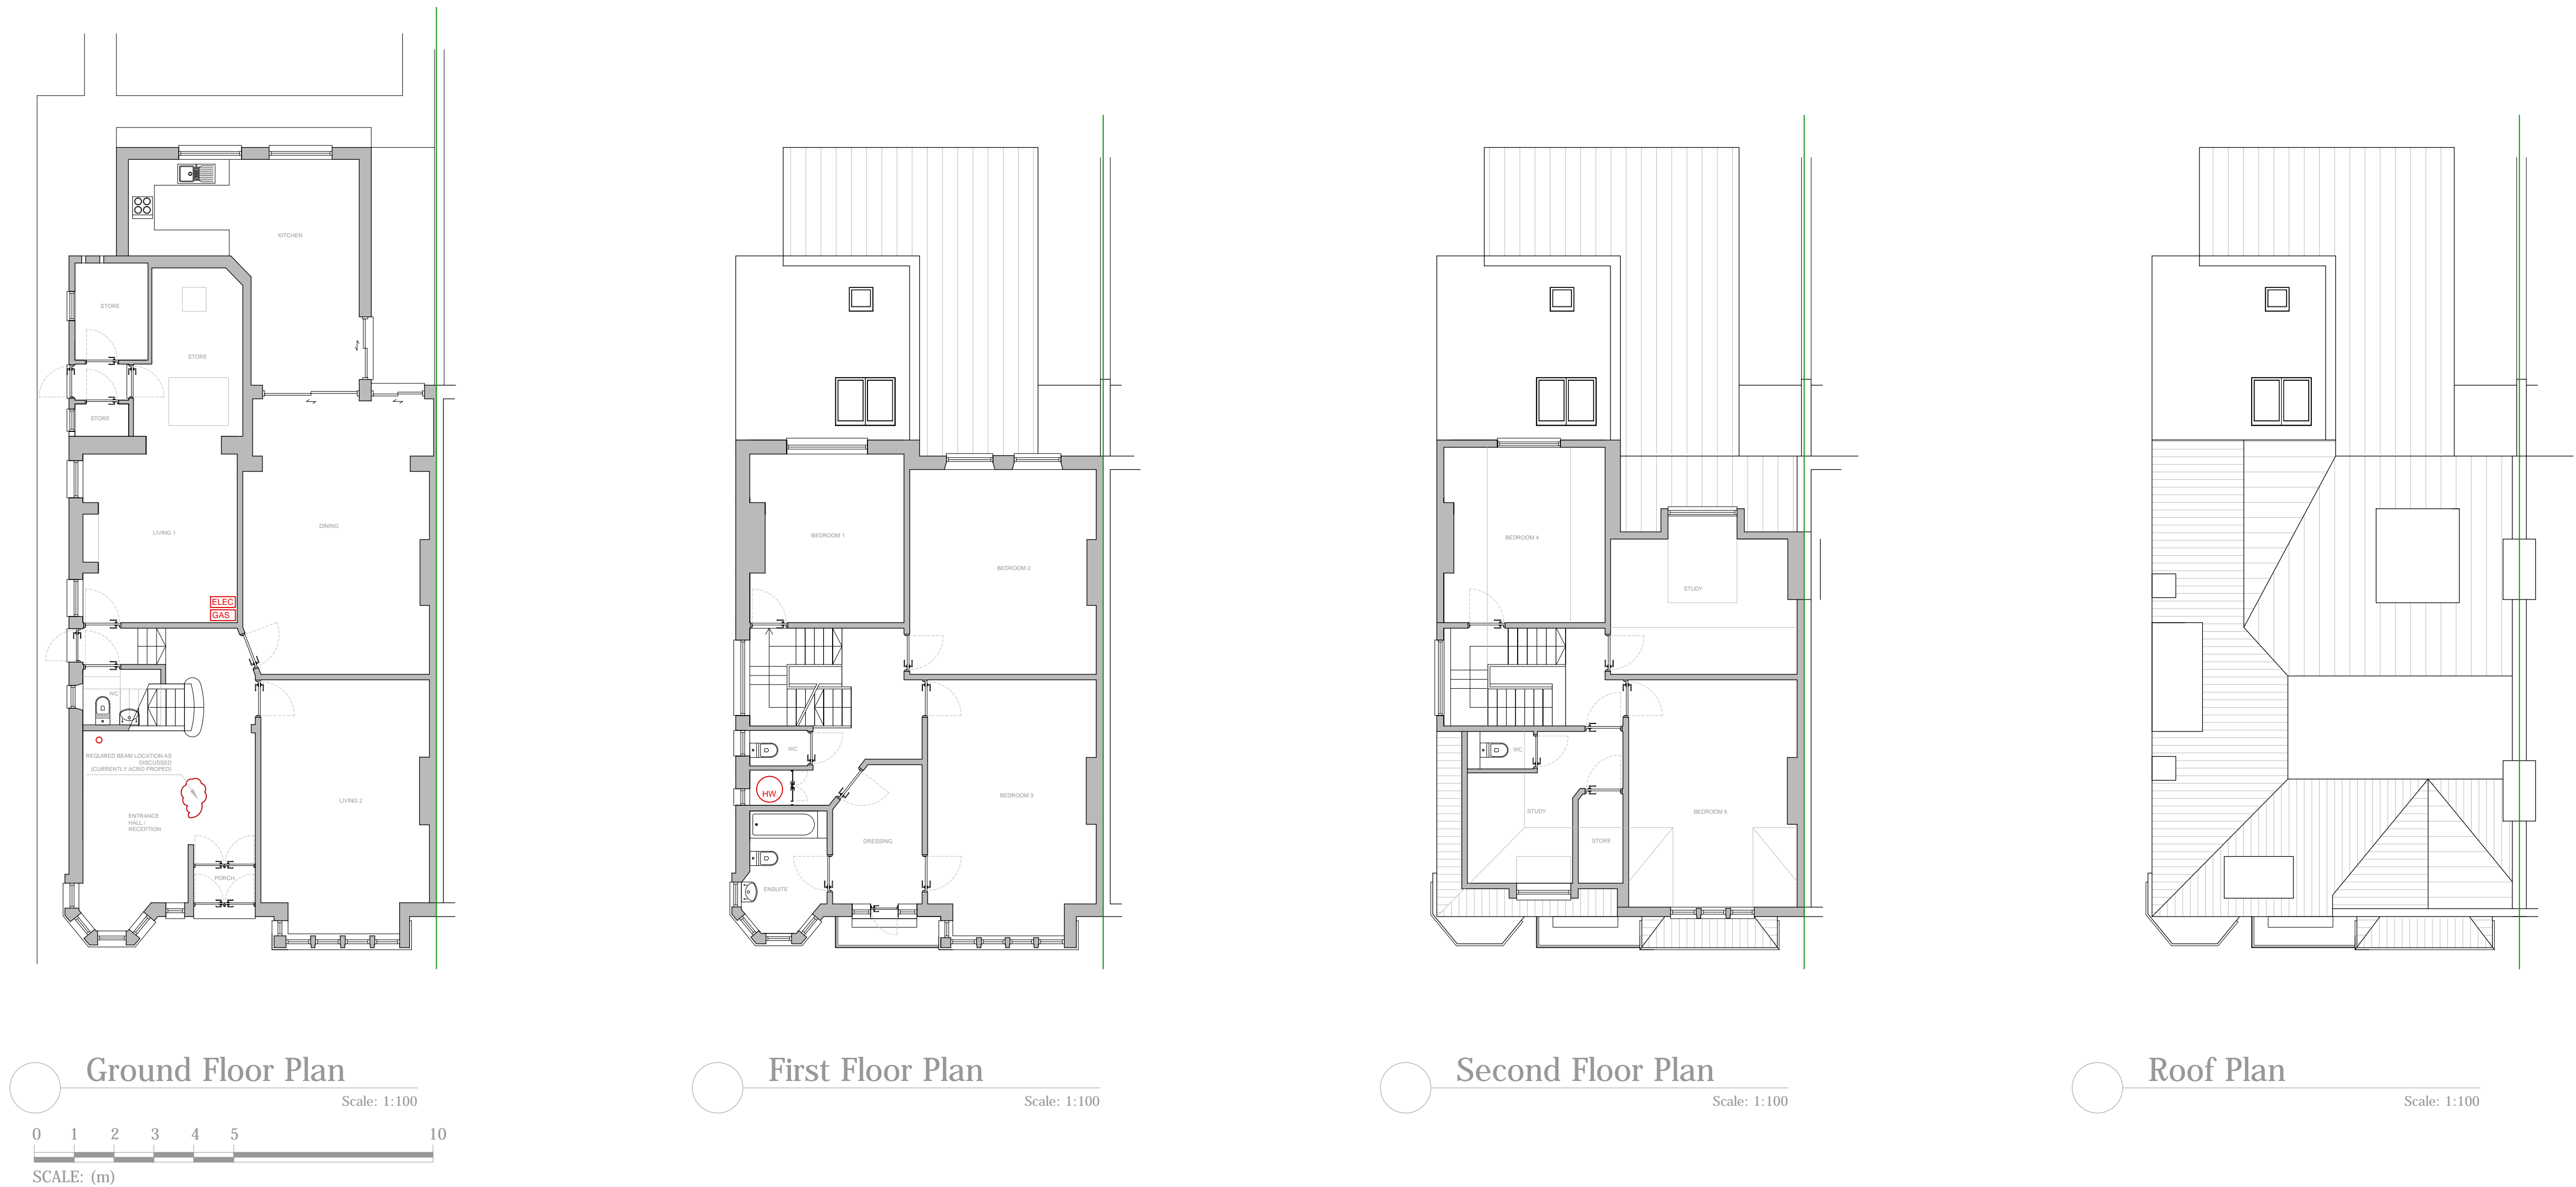 KITCHEN
STORE
STORE
STORE
LIVING 1
DINING
ELEC
GAS
WC
REQUIRED BEAM LOCATION AS
DISCUSSED
(CURRENTLY ACRO PROPED)
ENTRANCE
HALL /
RECEPTION
LIVING 2
PORCH
BEDROOM 1
BEDROOM 2
WC
HW
BEDROOM 3
DRESSING
ENSUITE
BEDROOM 4
STUDY
WC
STUDY
BEDROOM 5
STORE
Ground Floor Plan
Scale: 1:100
First Floor Plan
Scale: 1:100
Second Floor Plan
Scale: 1:100
Roof Plan
Scale: 1:100
0 1 2 3 4 5 10
SCALE: (m)